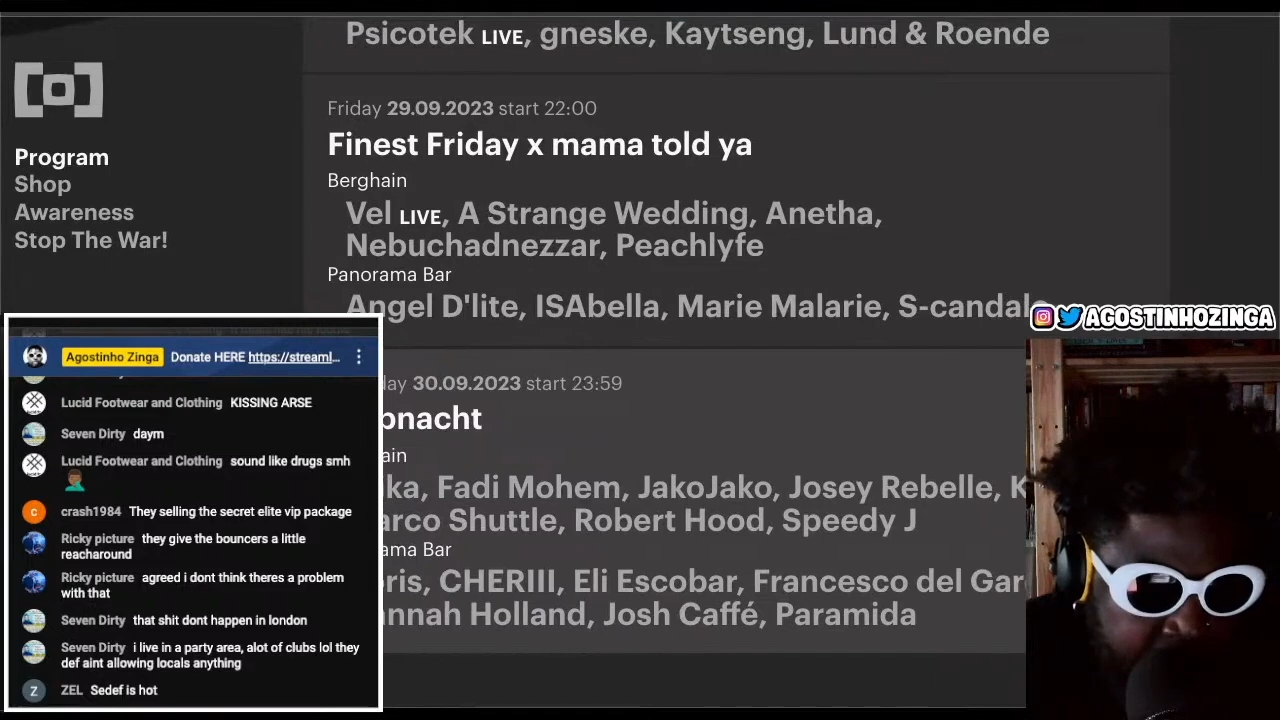 Psicotek LIVE, gneske, Kaytseng, Lund & Roende
Program
Shop
Awareness
Stop The War!
Friday 29.09.2023 start 22:00
Finest Friday x mama told ya
Berghain
Vel LIVE, A Strange Wedding, Anetha,
Nebuchadnezzar, Peachlyfe
Panorama Bar
Angel D'lite, ISAbella, Marie Malarie, S-candalo
AGOSTINHOZINGA
day 30.09.2023 start 23:59
bnacht
ain
ka, Fadi Mohem, JakoJako, Josey Rebelle, K
arco Shuttle, Robert Hood, Speedy J
ama Bar
ris, CHERIII, Eli Escobar, Francesco del Gar
annah Holland, Josh Caffé, Paramida
Agostinho Zinga Donate HERE https://streaml...
Lucid Footwear and Clothing KISSING ARSE
Seven Dirty daym
Lucid Footwear and Clothing sound like drugs smh
crash1984 They selling the secret elite vip package
Ricky picture they give the bouncers a little
reacharound
Ricky picture agreed i dont think theres a problem
with that
Seven Dirty that shit dont happen in london
Seven Dirty i live in a party area, alot of clubs lol they
def aint allowing locals anything
ZEL Sedef is hot